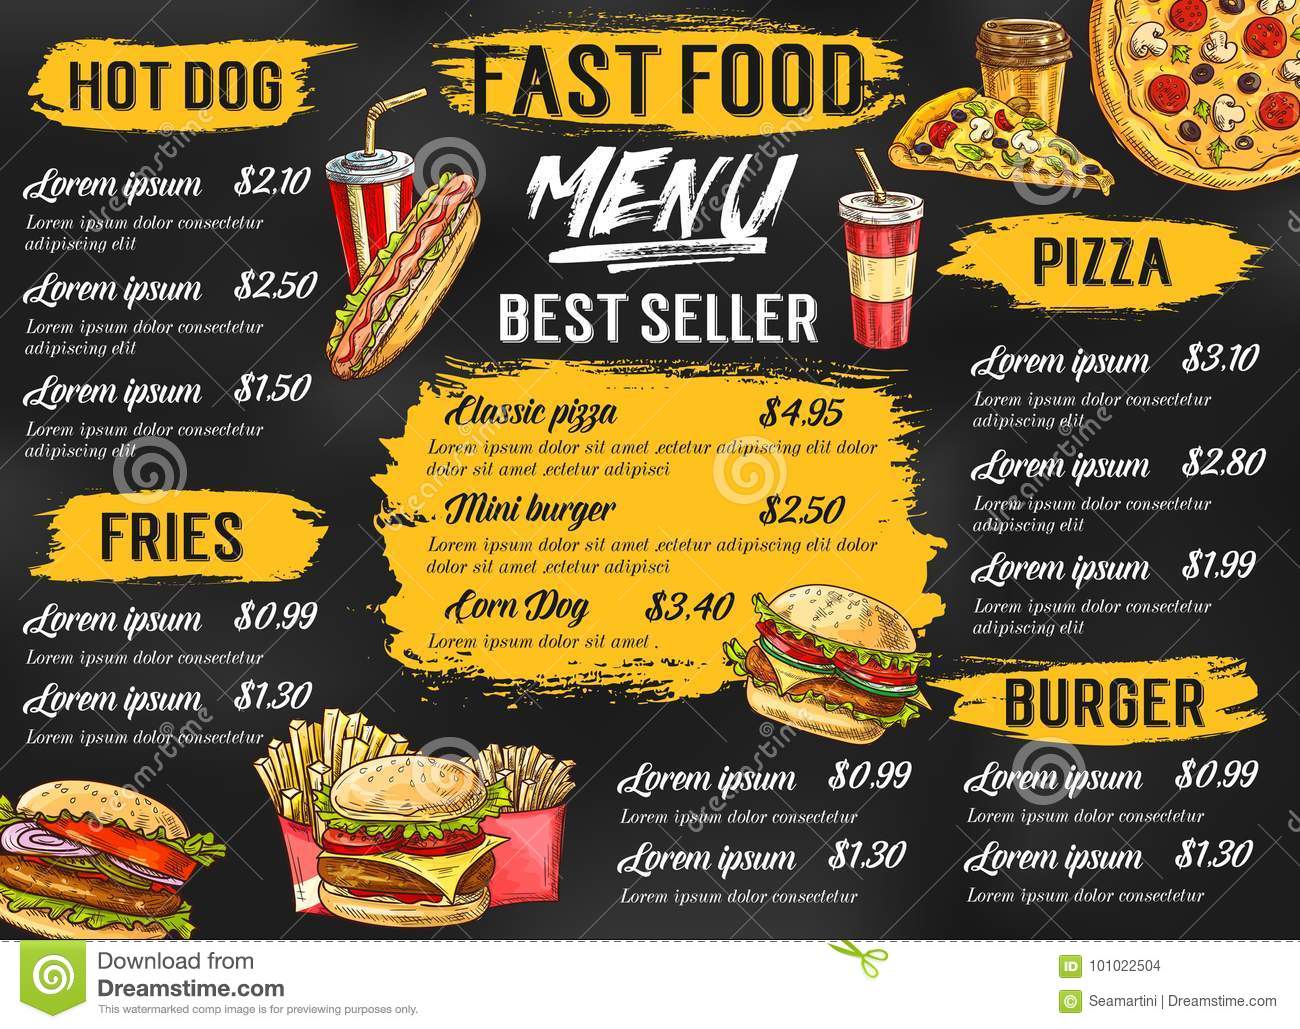 HOT DOG
Lorem ipsum $2,10
Lorem ipsum dolor consectetur
adipiscing elit
Lorem ipsum $2,50
Lorem ipsum dolor consectetur
adipiscing elit
Lorem ipsum $1,50
Lorem ipsum dolor consectetur
adipiscing elit
FRIES
Lorem ipsum $0,99
Lorem ipsum dolor consectetur
Lorem ipsum $1.30
Lorem ipsum dolor consectetur
FAST FOOD
MENU
BEST SELLER
Classic pizza $4,95
Lorem ipsum dolor sit amet .ectetur adipiscing elit dolor
dolor sit amet .ectetur adipisci
Mini burger $2,50
Lorem ipsum dolor sit amet .ectetur adipiscing elit dolor
dolor sit amet .ectetur adipisci
Corn Dog $3,40
Lorem ipsum dolor sit amet .
PIZZA
Lorem ipsum $3,10
Lorem ipsum dolor consectetur
adipiscing elit
Lorem ipsum $2.80
Lorem ipsum dolor consectetur
adipiscing elit
Lorem ipsum $1,99
Lorem ipsum dolor consectetur
adipiscing elit
BURGER
Lorem ipsum $0.99
Lorem ipsum dolor consectetur
Lorem ipsum $1.30
Lorem ipsum dolor consectetur
Lorem ipsum $0.99
Lorem ipsum dolor consectetur
Lorem ipsum $1.30
Lorem ipsum dolor consectetur
Download from
Dreamstime.com
This watermarked comp image is for previewing purposes only.
ID 101022504
© Seamartini | Dreamstime.com